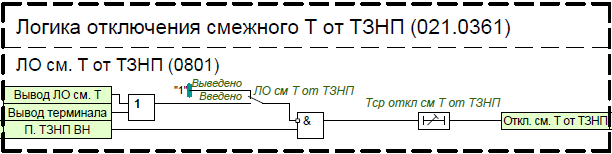 Логика отключения смежного Т от ТЗНП (021.0361)
ЛО см. Т от ТЗНП (0801)
Вывод ЛО см. Т
Вывод терминала
П. ТЗНП ВН
1
"1"
Выведено
Введено
ЛО см Т от ТЗНП
&
Тср откл см Т от ТЗНП
Откл. см. Т от ТЗНП